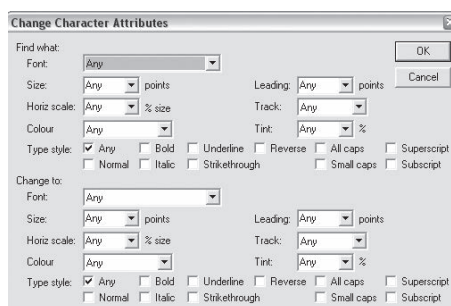 Change Character Attributes
Find what:
OK
Font: Any
Cancel
Size: Any points Leading: Any points
Horiz scale: Any % size Track: Any
Colour Any Tint: Any %
Type style: Any Bold Underline Reverse All caps Superscript
Normal Italic Strikethrough Small caps Subscript
Change to:
Font: Any
Size: Any points Leading: Any points
Horiz scale: Any % size Track: Any
Colour Any Tint: Any %
Type style: Any Bold Underline Reverse All caps Superscript
Normal Italic Strikethrough Small caps Subscript